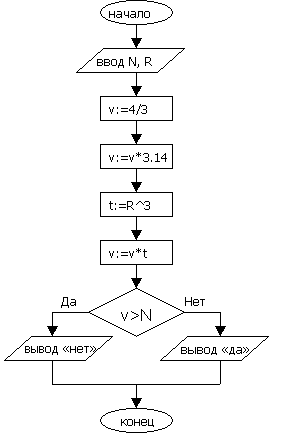 начало
ввод N, R
v:=4/3
v:=v*3.14
t:=R^3
v:=v*t
v>N
Да
Нет
вывод «нет»
вывод «да»
конец